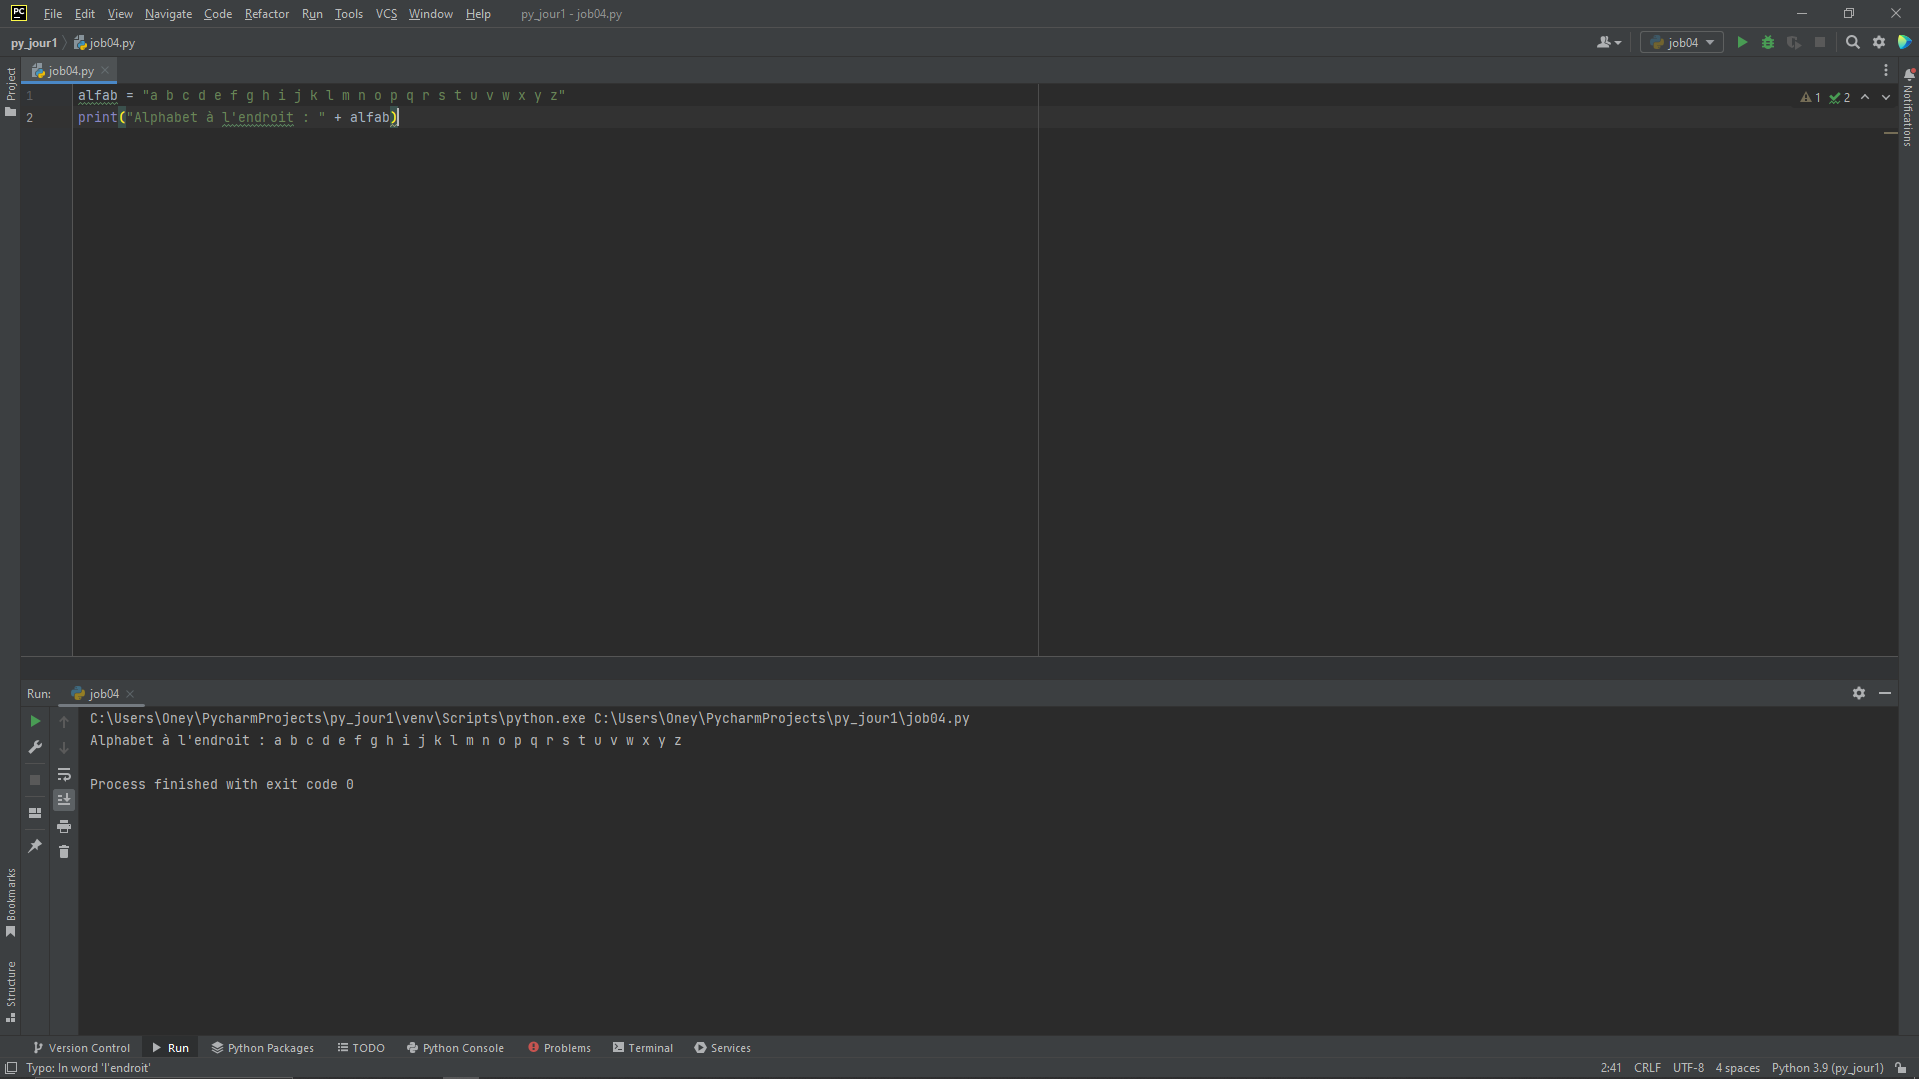 PC File Edit View Navigate Code Refactor Run Tools VCS Window Help py_jour1 - job04.py
py_jour1 job04.py job04
Project
job04.py
1 alfab = "a b c d e f g h i j k l m n o p q r s t u v w x y z"
2 print("Alphabet à l'endroit : " + alfab)
1 2
Notifications
Run: job04
C:\Users\Oney\PycharmProjects\py_jour1\venv\Scripts\python.exe C:\Users\Oney\PycharmProjects\py_jour1\job04.py
Alphabet à l'endroit : a b c d e f g h i j k l m n o p q r s t u v w x y z
Process finished with exit code 0
Bookmarks
Structure
Version Control Run Python Packages TODO Python Console Problems Terminal Services
Typo: In word 'l'endroit' 2:41 CRLF UTF-8 4 spaces Python 3.9 (py_jour1)